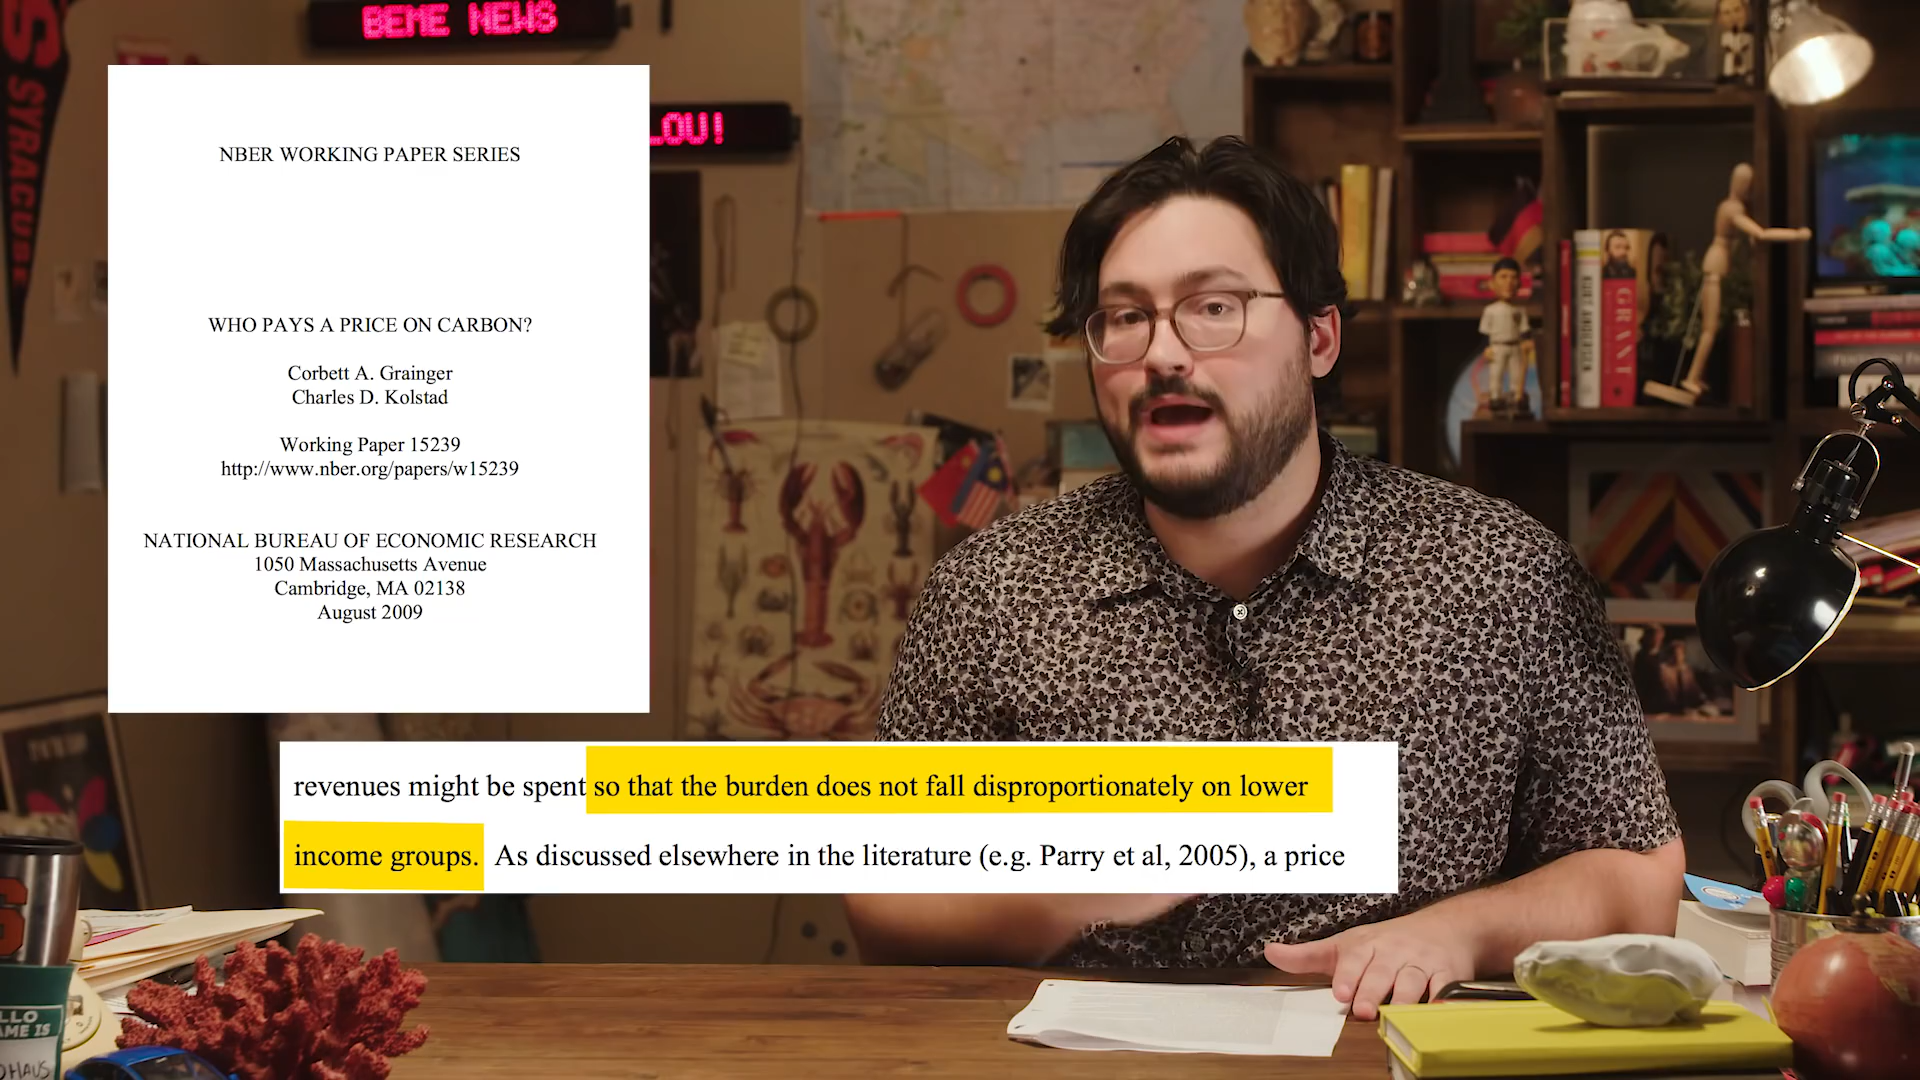 BEME NEWS
SYRACUSE
LOU!
NBER WORKING PAPER SERIES
WHO PAYS A PRICE ON CARBON?
Corbett A. Grainger
Charles D. Kolstad
Working Paper 15239
http://www.nber.org/papers/w15239
NATIONAL BUREAU OF ECONOMIC RESEARCH
1050 Massachusetts Avenue
Cambridge, MA 02138
August 2009
GRANT
revenues might be spent so that the burden does not fall disproportionately on lower
income groups. As discussed elsewhere in the literature (e.g. Parry et al, 2005), a price